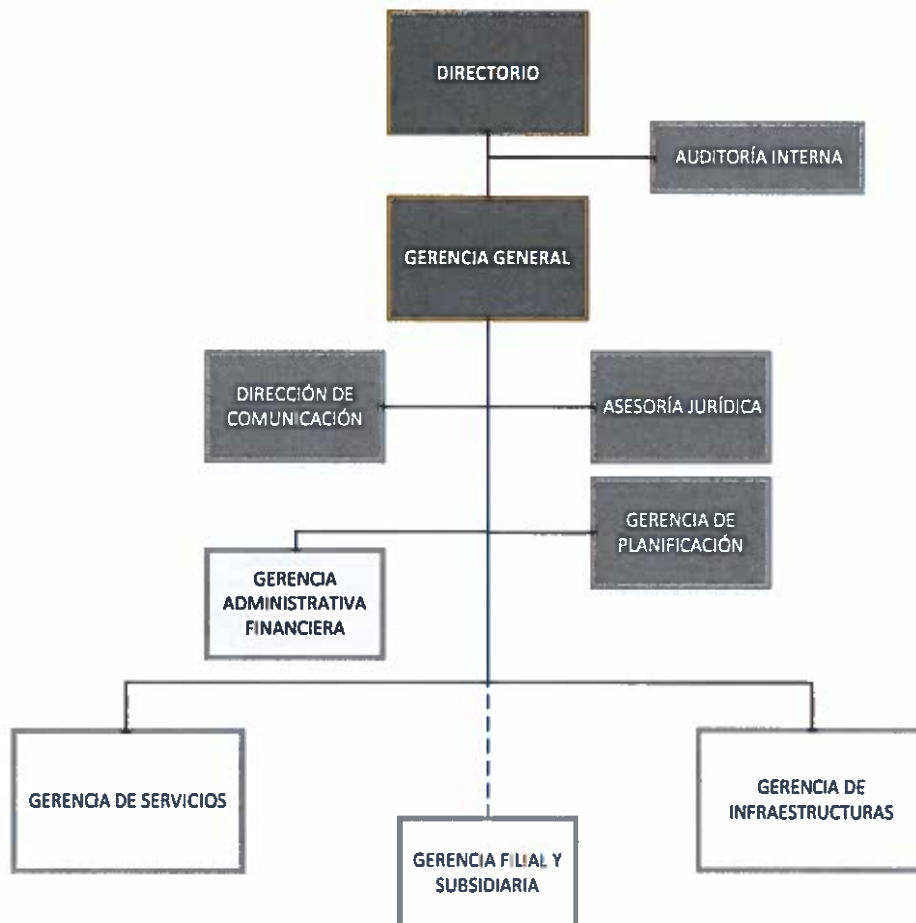 DIRECTORIO
AUDITORÍA INTERNA
GERENCIA GENERAL
DIRECCIÓN DE
COMUNICACIÓN
ASESORÍA JURÍDICA
GERENCIA DE
PLANIFICACIÓN
GERENCIA
ADMINISTRATIVA
FINANCIERA
GERENCIA DE SERVICIOS
GERENCIA DE
INFRAESTRUCTURAS
GERENCIA FILIAL Y
SUBSIDIARIA